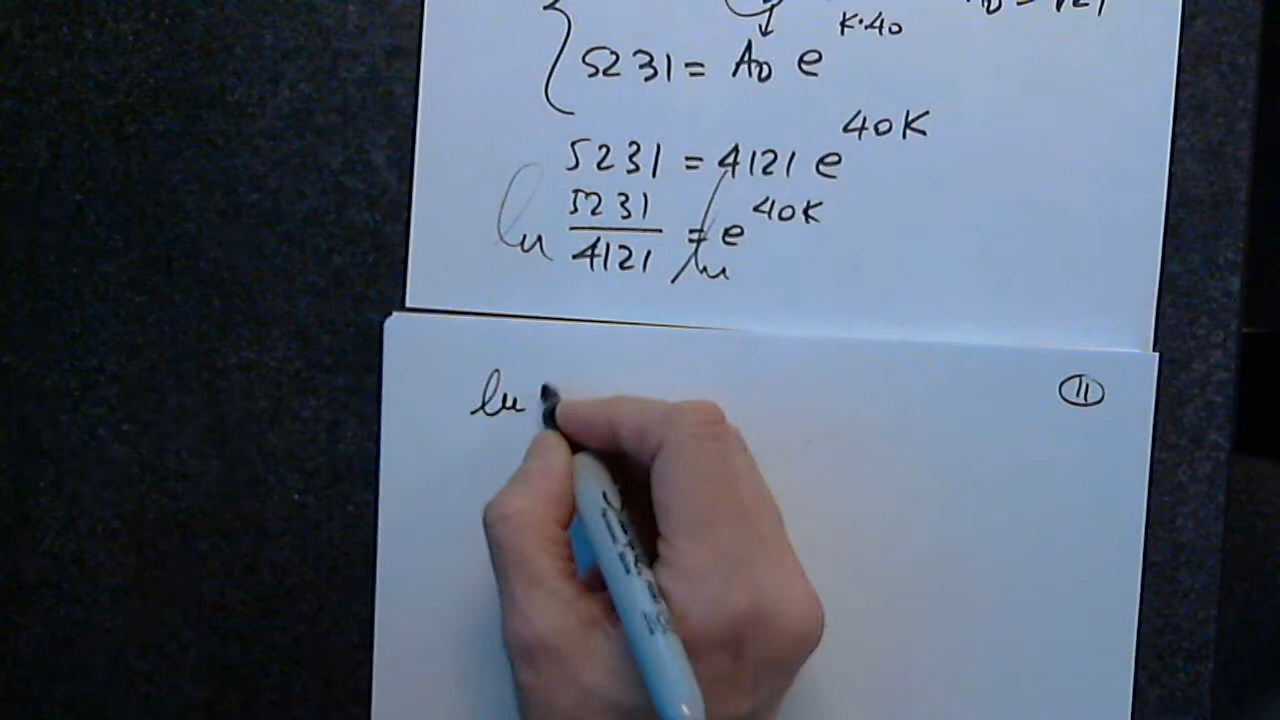 K·40
5231 = A₀ e
5231 = 4121 e^40K
ln 5231/4121 = ln e^40K
ln
11